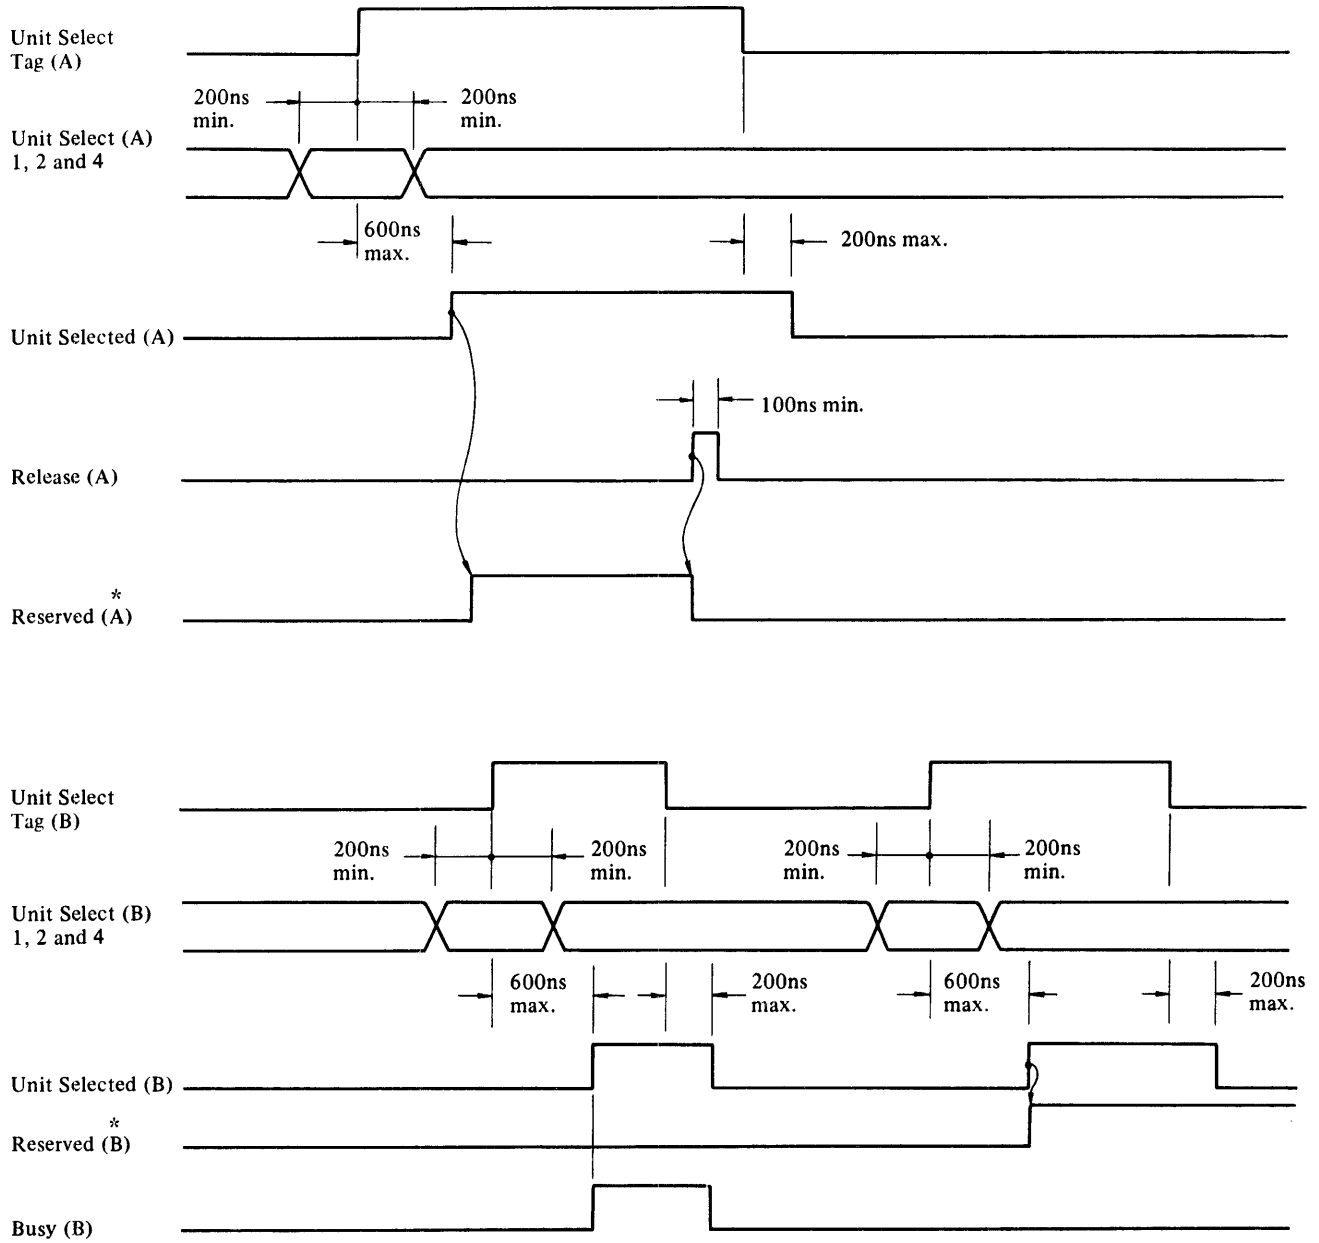 Unit Select
Tag (A)
200ns
min.
200ns
min.
Unit Select (A)
1, 2 and 4
600ns
max.
200ns max.
Unit Selected (A)
100ns min.
Release (A)
*
Reserved (A)
Unit Select
Tag (B)
200ns
min.
200ns
min.
200ns
min.
200ns
min.
Unit Select (B)
1, 2 and 4
600ns
max.
200ns
max.
600ns
max.
200ns
max.
Unit Selected (B)
*
Reserved (B)
Busy (B)